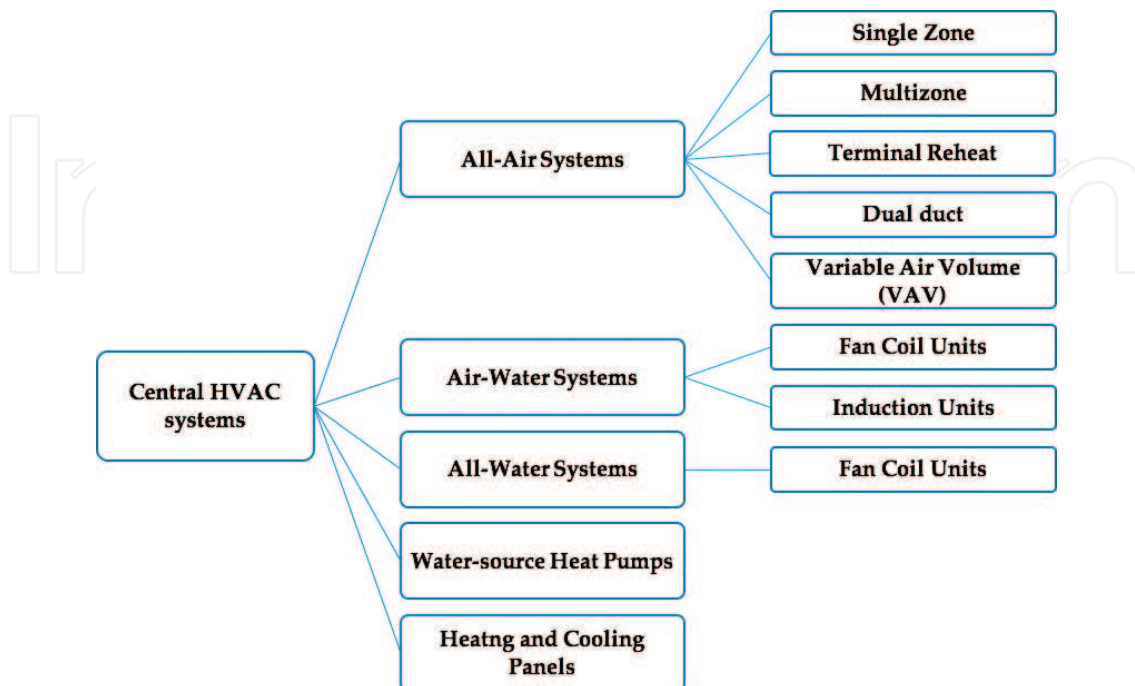 Single Zone
Multizone
All-Air Systems
Terminal Reheat
Dual duct
Variable Air Volume
(VAV)
Central HVAC
systems
Air-Water Systems
Fan Coil Units
Induction Units
All-Water Systems
Fan Coil Units
Water-source Heat Pumps
Heatng and Cooling
Panels